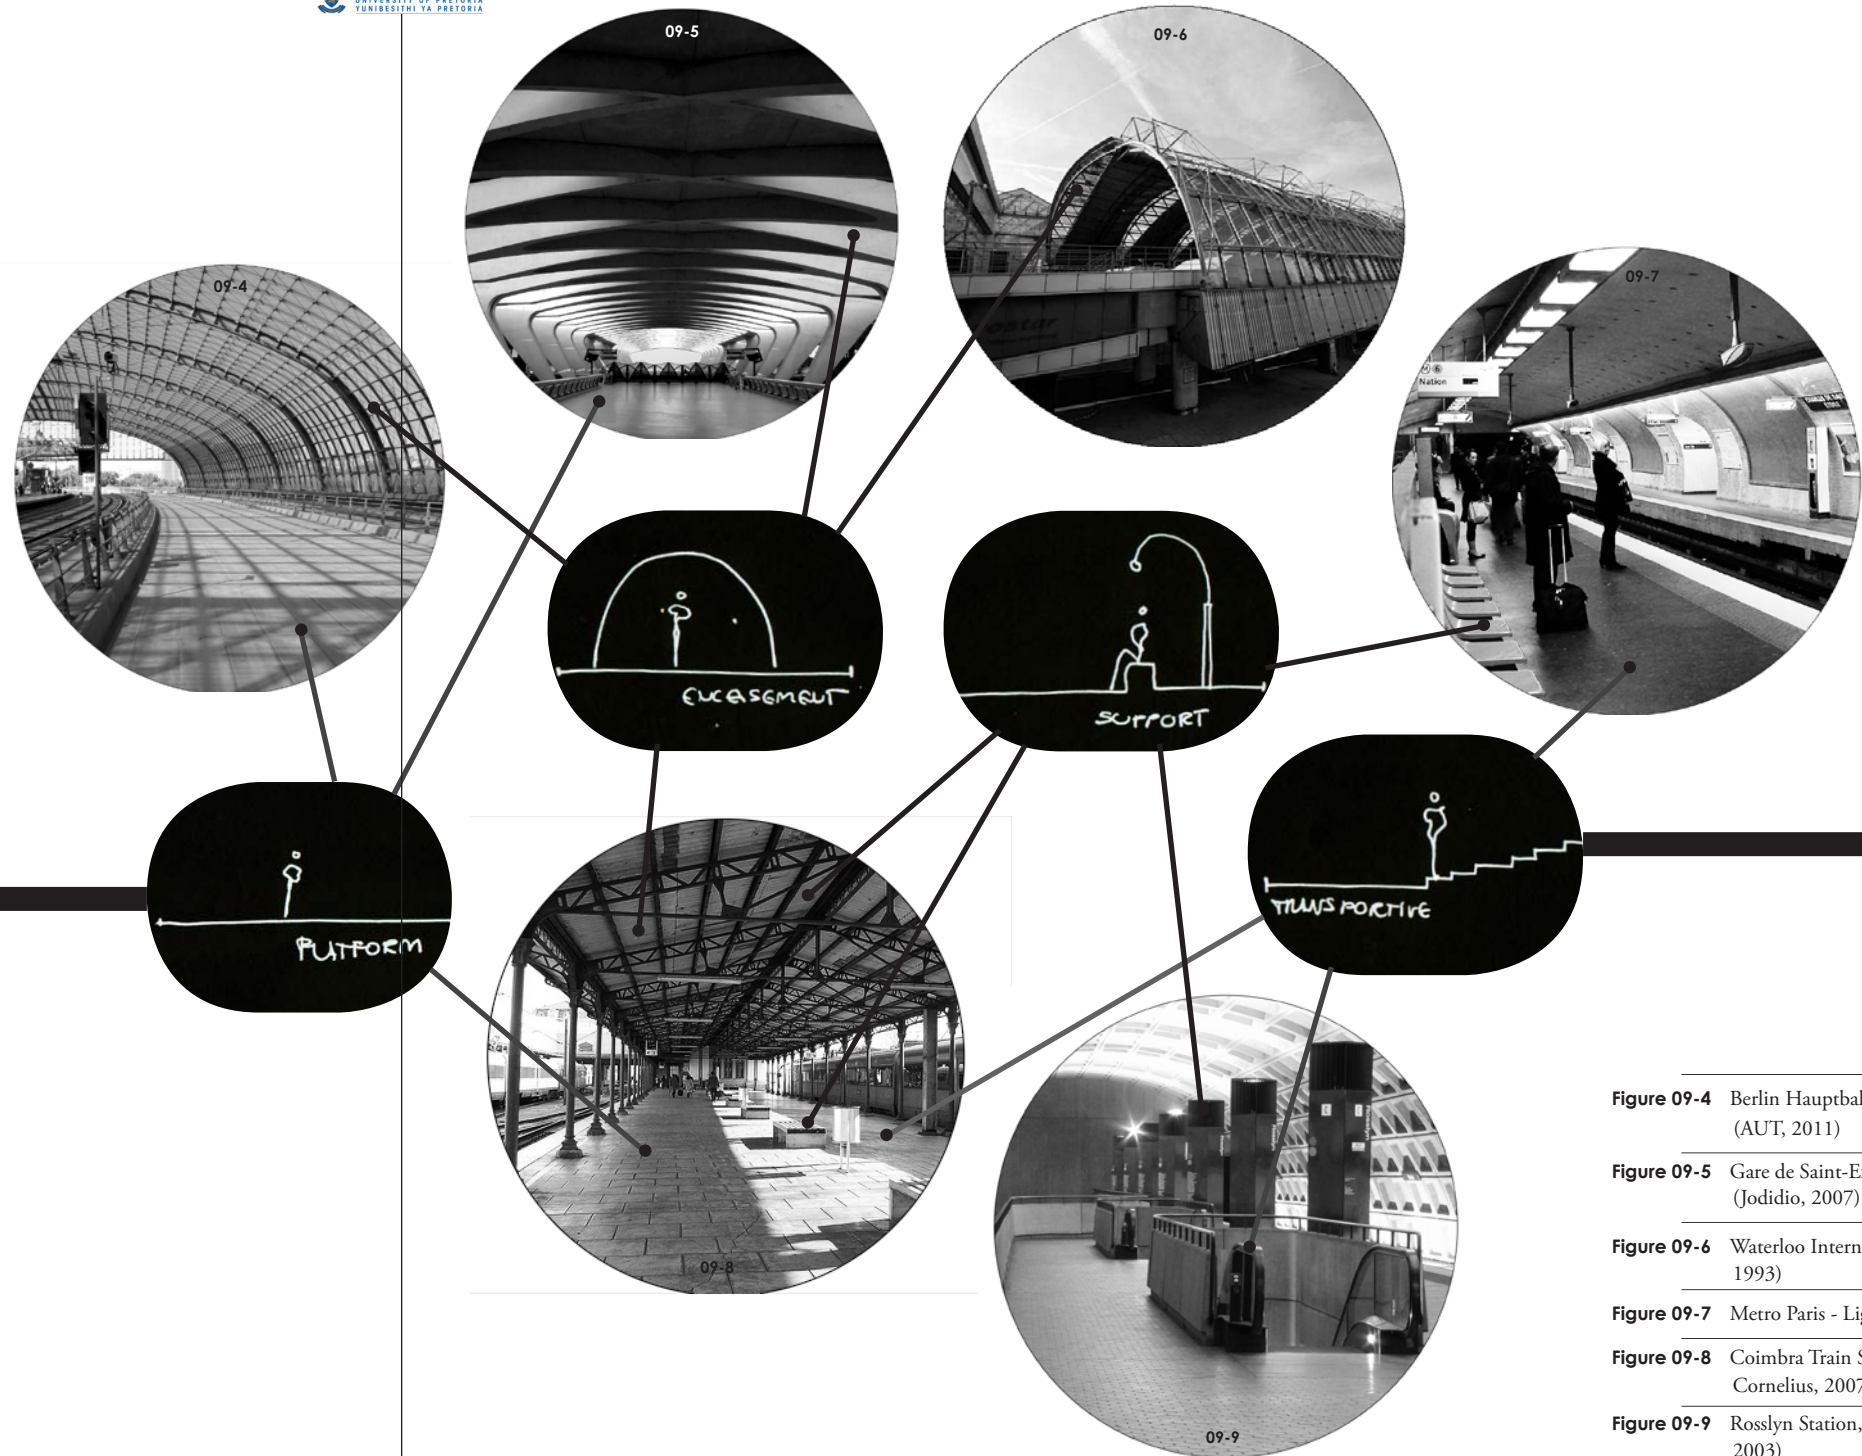 UNIVERSITY OF PRETORIA
YUNIBESITHI YA PRETORIA
09-5
09-6
09-4
09-7
Nation
ENCASEMENT
SUPPORT
PLATFORM
TRANSPORTIVE
09-8
09-9
Figure 09-4 Berlin Hauptba
(AUT, 2011)
Figure 09-5 Gare de Saint-E
(Jodidio, 2007)
Figure 09-6 Waterloo Intern
1993)
Figure 09-7 Metro Paris - Li
Figure 09-8 Coimbra Train S
Cornelius, 2007
Figure 09-9 Rosslyn Station,
2003)